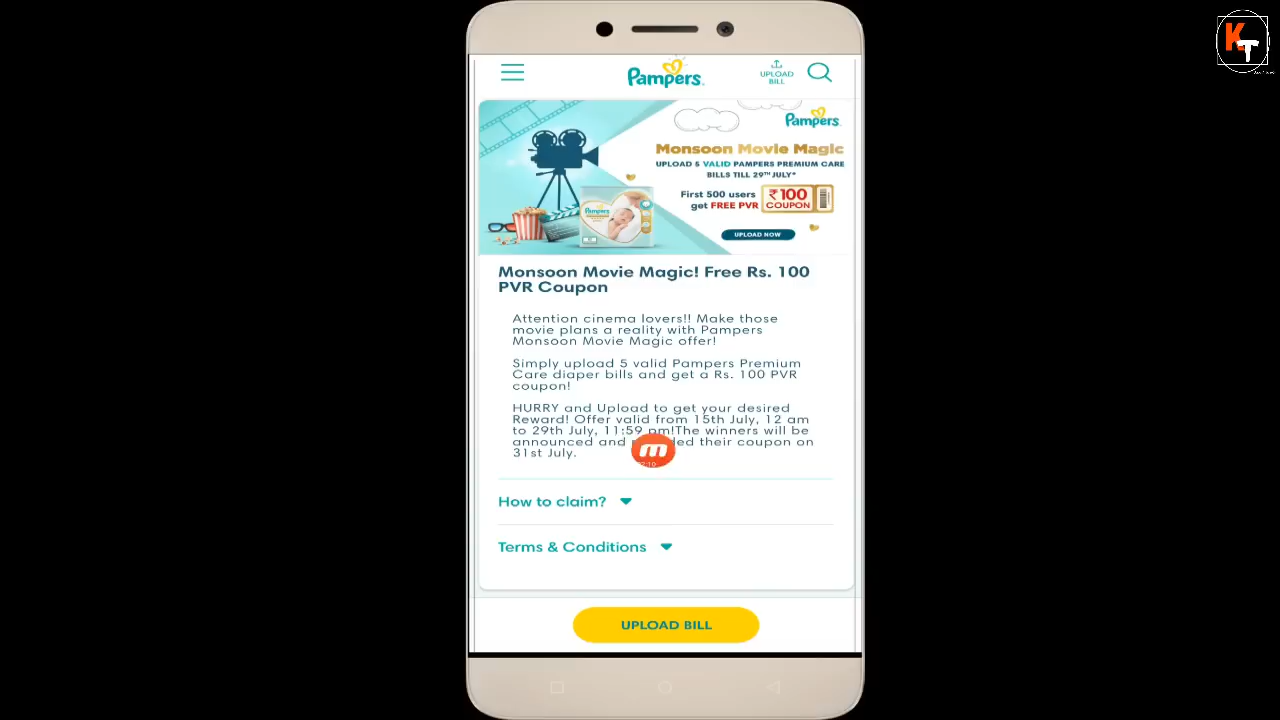 K
T
UPLOAD
BILL
Pampers
Pampers
Monsoon Movie Magic
UPLOAD 5 VALID PAMPERS PREMIUM CARE
BILLS TILL 29TH JULY*
First 500 users
get FREE PVR
₹100
COUPON
Pampers
UPLOAD NOW
Monsoon Movie Magic! Free Rs. 100
PVR Coupon
Attention cinema lovers!! Make those
movie plans a reality with Pampers
Monsoon Movie Magic offer!
Simply upload 5 valid Pampers Premium
Care diaper bills and get a Rs. 100 PVR
coupon!
HURRY and Upload to get your desired
Reward! Offer valid from 15th July, 12 am
to 29th July, 11:59 pm!The winners will be
announced and their coupon on
31st July.
How to claim?
Terms & Conditions
UPLOAD BILL